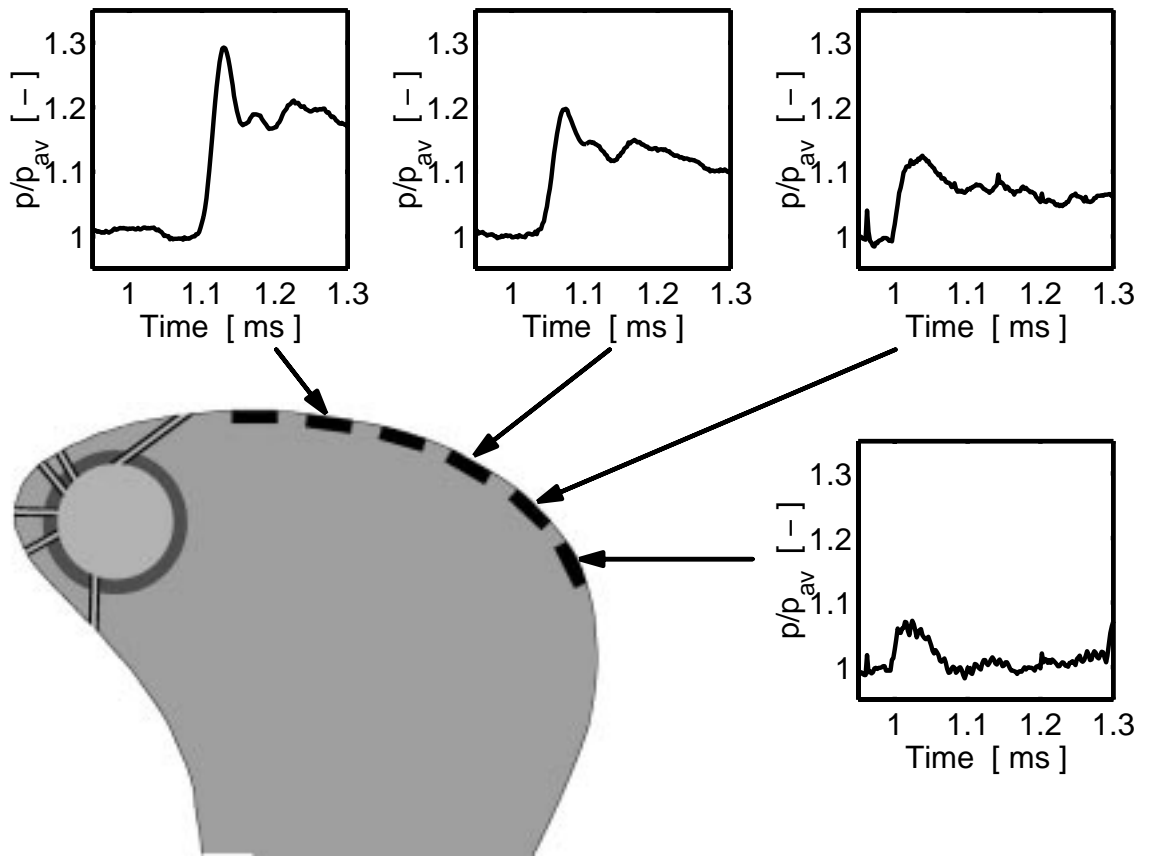 1.3
1.2
1.1
1
p/p_av [ – ]
1 1.1 1.2 1.3
Time [ ms ]
1.3
1.2
1.1
1
p/p_av [ – ]
1 1.1 1.2 1.3
Time [ ms ]
1.3
1.2
1.1
1
p/p_av [ – ]
1 1.1 1.2 1.3
Time [ ms ]
1.3
1.2
1.1
1
p/p_av [ – ]
1 1.1 1.2 1.3
Time [ ms ]